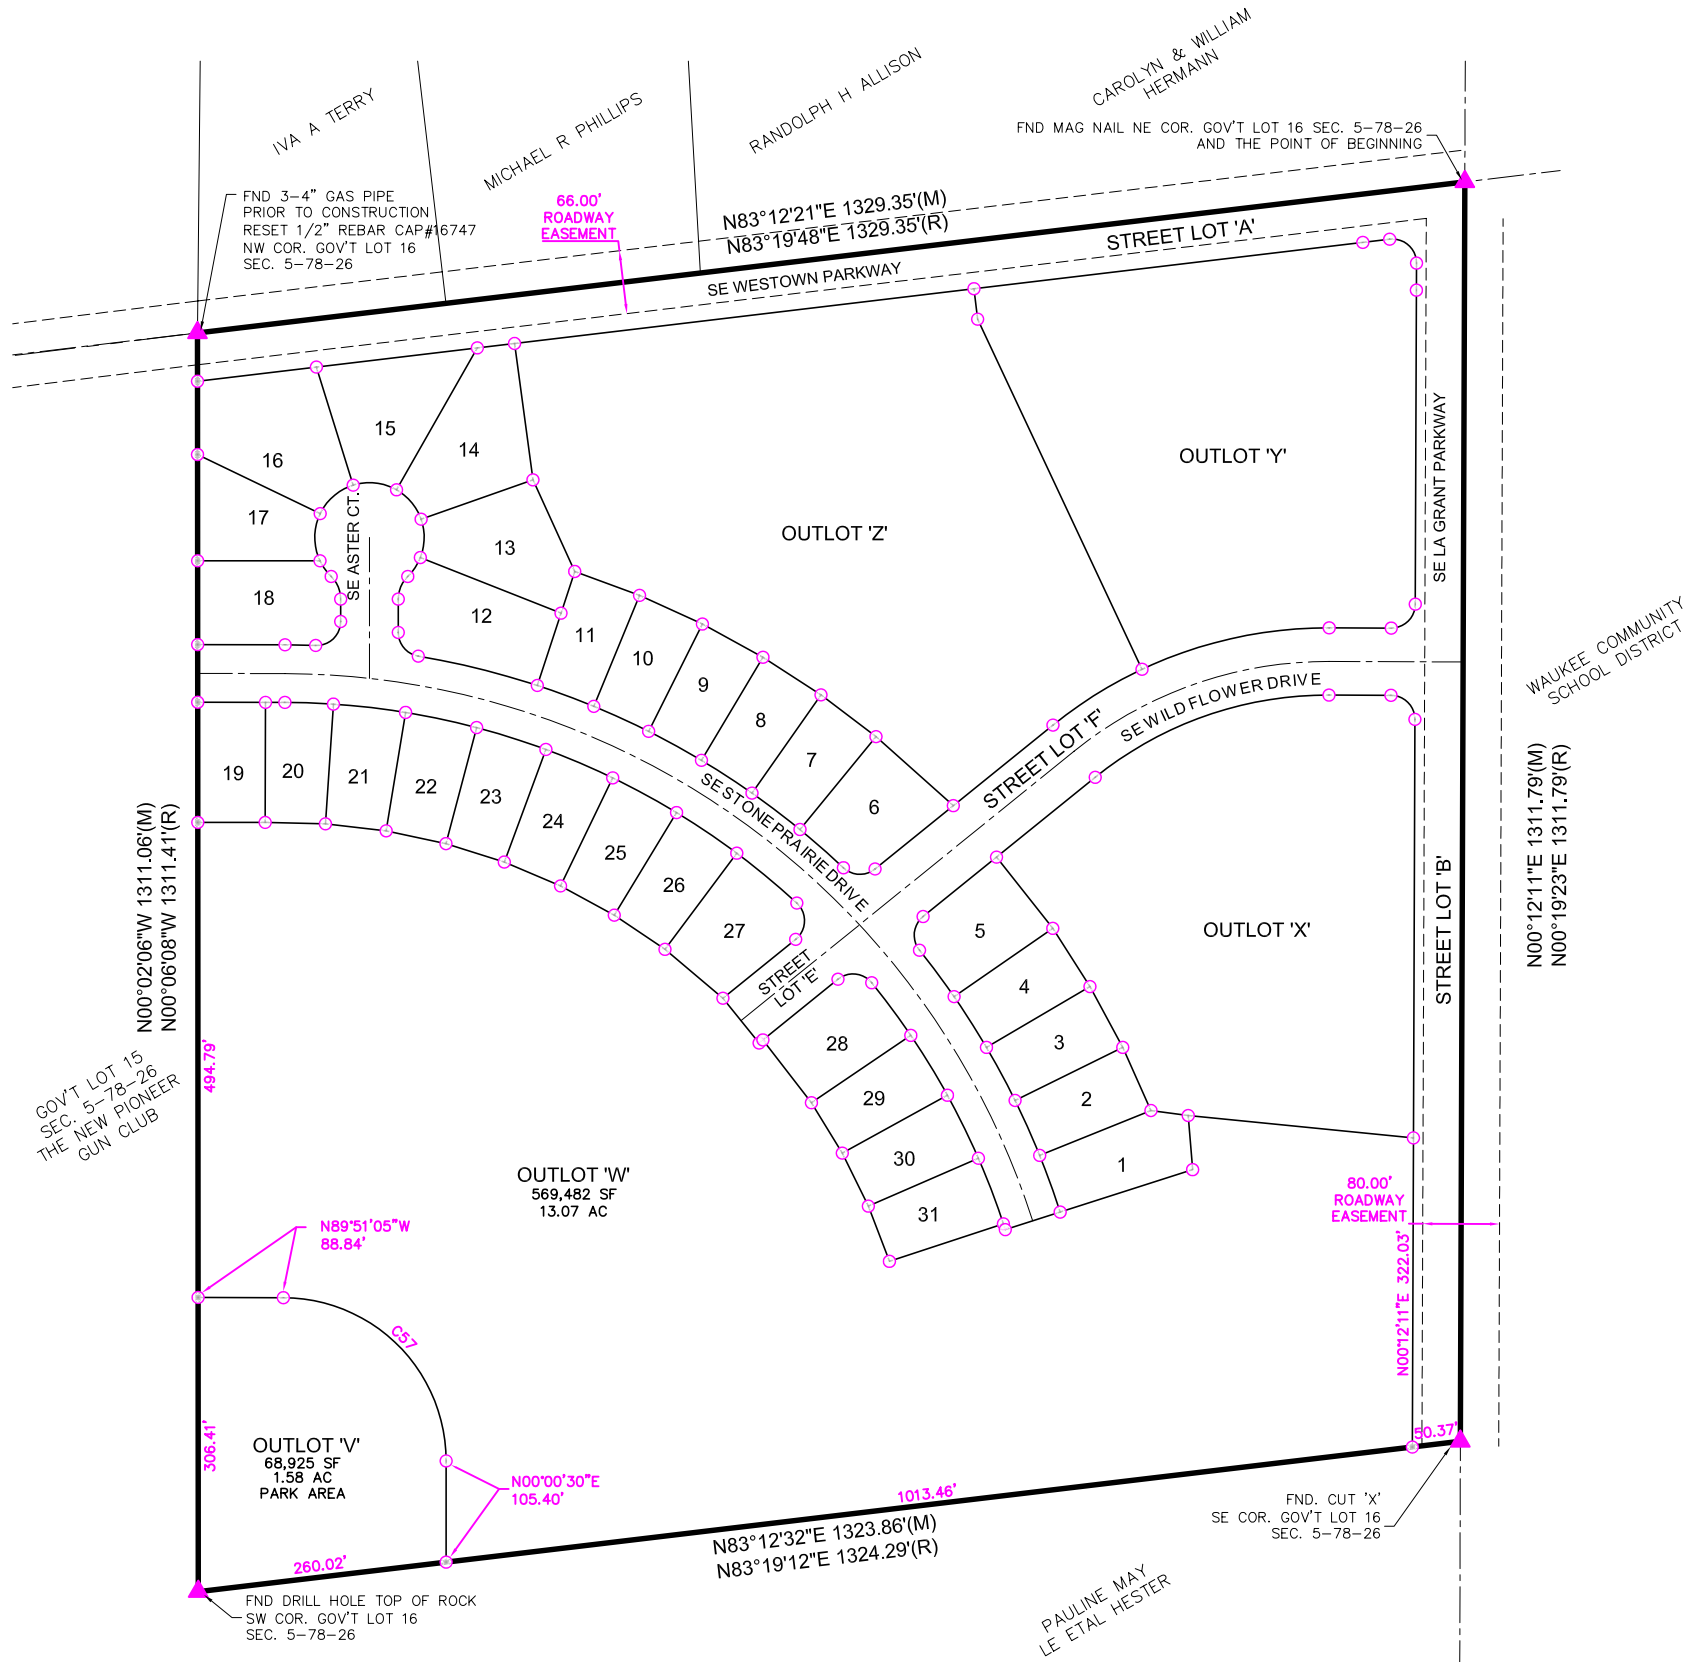 IVA A TERRY
MICHAEL R PHILLIPS
RANDOLPH H ALLISON
CAROLYN & WILLIAM
HERMANN
FND MAG NAIL NE COR. GOV'T LOT 16 SEC. 5-78-26
AND THE POINT OF BEGINNING
FND 3-4" GAS PIPE
PRIOR TO CONSTRUCTION
RESET 1/2" REBAR CAP#16747
NW COR. GOV'T LOT 16
SEC. 5-78-26
66.00'
ROADWAY
EASEMENT
N83°12'21"E 1329.35'(M)
N83°19'48"E 1329.35'(R)
STREET LOT 'A'
SE WESTOWN PARKWAY
15
14
16
17
13
18
12
SE ASTER CT.
OUTLOT 'Z'
OUTLOT 'Y'
SE LA GRANT PARKWAY
11
10
9
8
7
6
WAUKEE COMMUNITY
SCHOOL DISTRICT
SE WILD FLOWER DRIVE
STREET LOT 'F'
SE STONE PRAIRIE DRIVE
19
20
21
22
23
24
25
26
27
N00°02'06"W 1311.06'(M)
N00°06'08"W 1311.41'(R)
N00°12'11"E 1311.79'(M)
N00°19'23"E 1311.79'(R)
OUTLOT 'X'
STREET LOT 'B'
STREET
LOT 'E'
5
4
3
2
1
28
29
30
31
494.79'
GOV'T LOT 15
SEC. 5-78-26
THE NEW PIONEER
GUN CLUB
OUTLOT 'W'
569,482 SF
13.07 AC
80.00'
ROADWAY
EASEMENT
N89°51'05"W
88.84'
C57
N00°12'11"E 322.03'
306.41'
OUTLOT 'V'
68,925 SF
1.58 AC
PARK AREA
N00°00'30"E
105.40'
50.37'
1013.46'
260.02'
N83°12'32"E 1323.86'(M)
N83°19'12"E 1324.29'(R)
FND. CUT 'X'
SE COR. GOV'T LOT 16
SEC. 5-78-26
FND DRILL HOLE TOP OF ROCK
SW COR. GOV'T LOT 16
SEC. 5-78-26
PAULINE MAY
LE ETAL HESTER